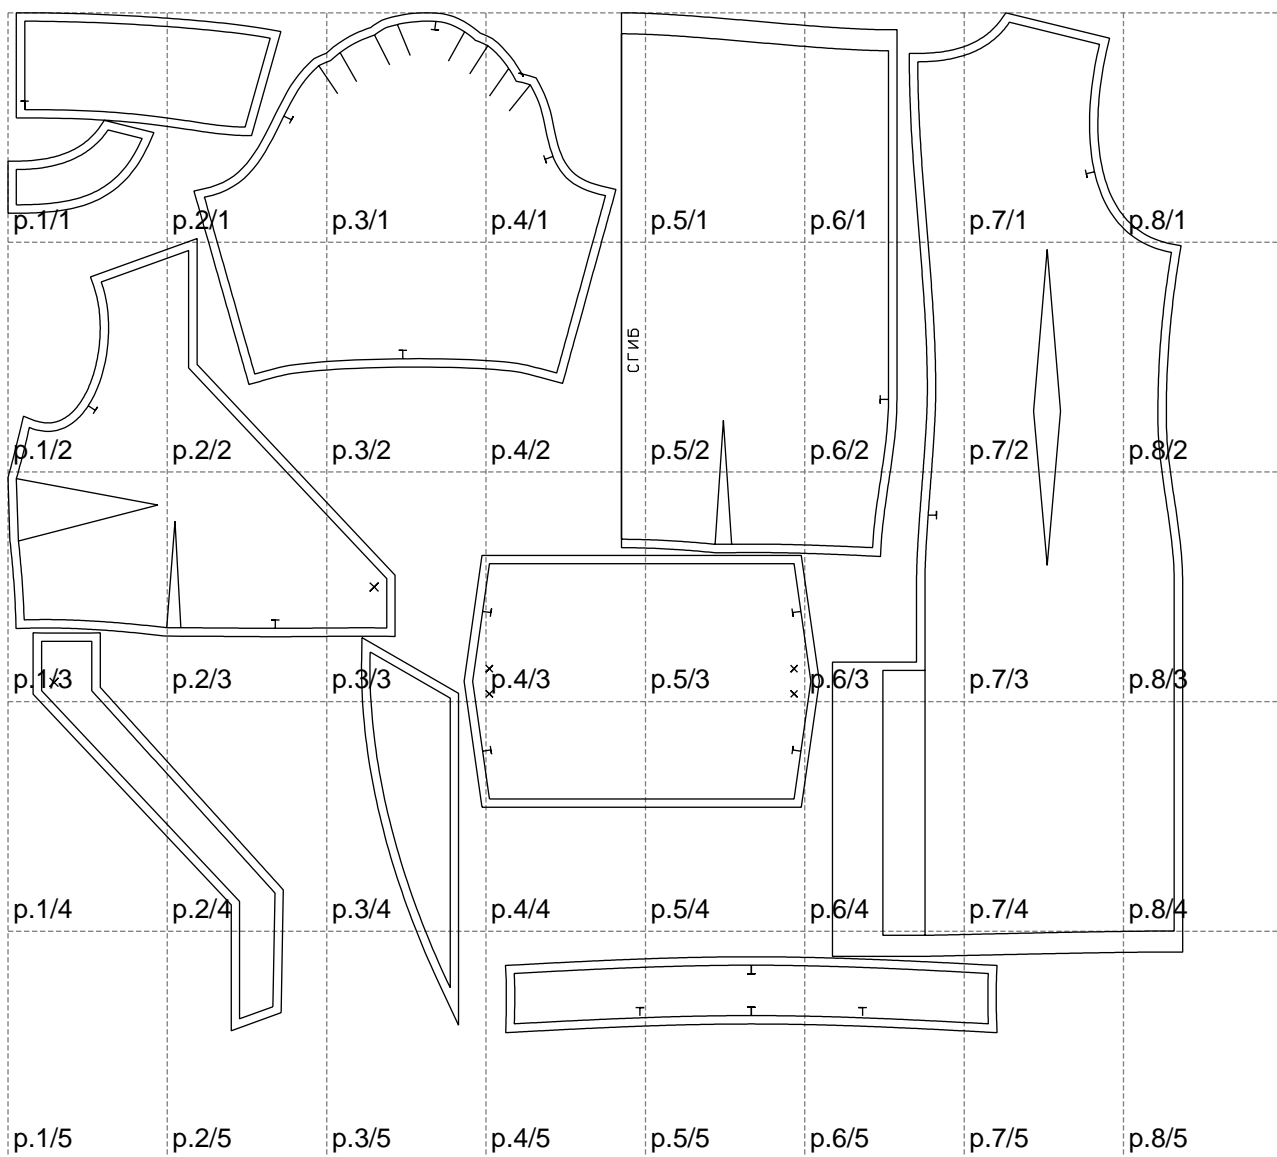 p.1/1 p.2/1 p.3/1 p.4/1 p.5/1 p.6/1 p.7/1 p.8/1
СГИБ
p.1/2 p.2/2 p.3/2 p.4/2 p.5/2 p.6/2 p.7/2 p.8/2
p.1/3 p.2/3 p.3/3 p.4/3 p.5/3 p.6/3 p.7/3 p.8/3
p.1/4 p.2/4 p.3/4 p.4/4 p.5/4 p.6/4 p.7/4 p.8/4
p.1/5 p.2/5 p.3/5 p.4/5 p.5/5 p.6/5 p.7/5 p.8/5